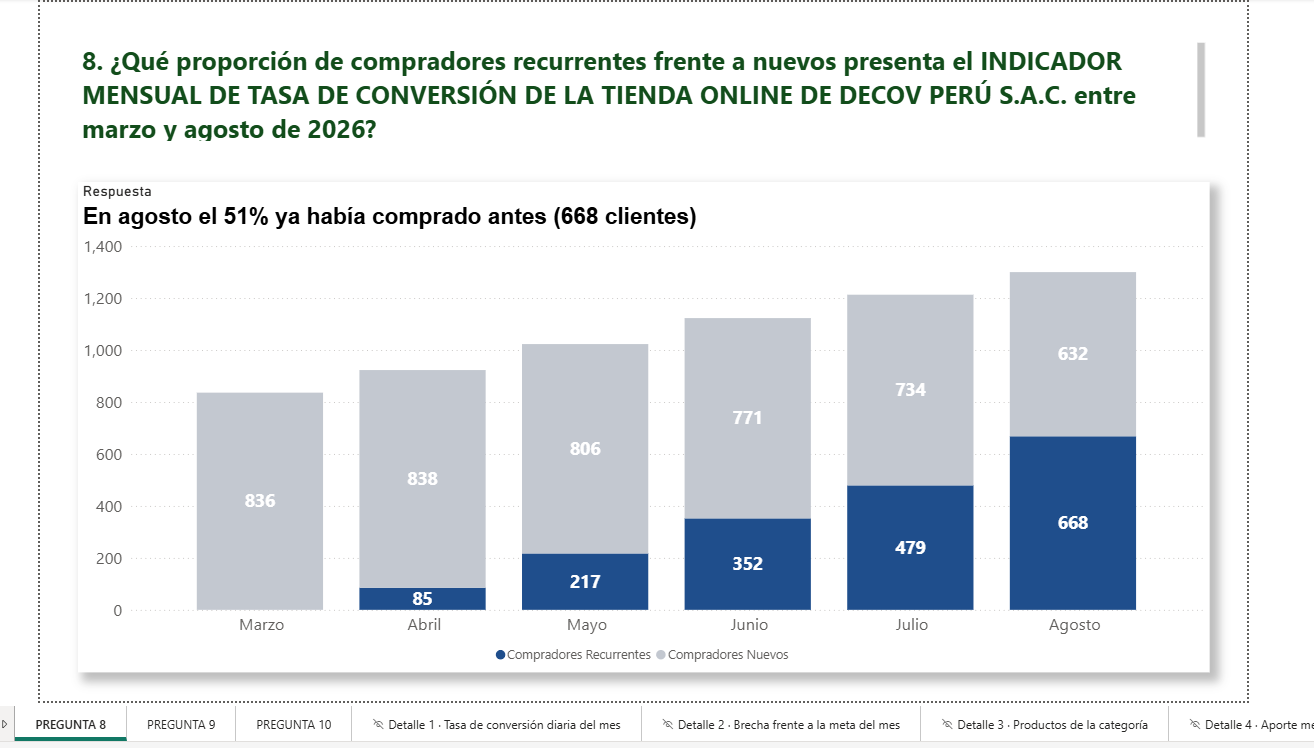 8. ¿Qué proporción de compradores recurrentes frente a nuevos presenta el INDICADOR
MENSUAL DE TASA DE CONVERSIÓN DE LA TIENDA ONLINE DE DECOV PERÚ S.A.C. entre
marzo y agosto de 2026?
Respuesta
En agosto el 51% ya había comprado antes (668 clientes)
1,400
1,200
1,000
800
600
400
200
0
836
838
85
806
217
771
352
734
479
632
668
Marzo
Abril
Mayo
Junio
Julio
Agosto
Compradores Recurrentes
Compradores Nuevos
PREGUNTA 8
PREGUNTA 9
PREGUNTA 10
Detalle 1 · Tasa de conversión diaria del mes
Detalle 2 · Brecha frente a la meta del mes
Detalle 3 · Productos de la categoría
Detalle 4 · Aporte me